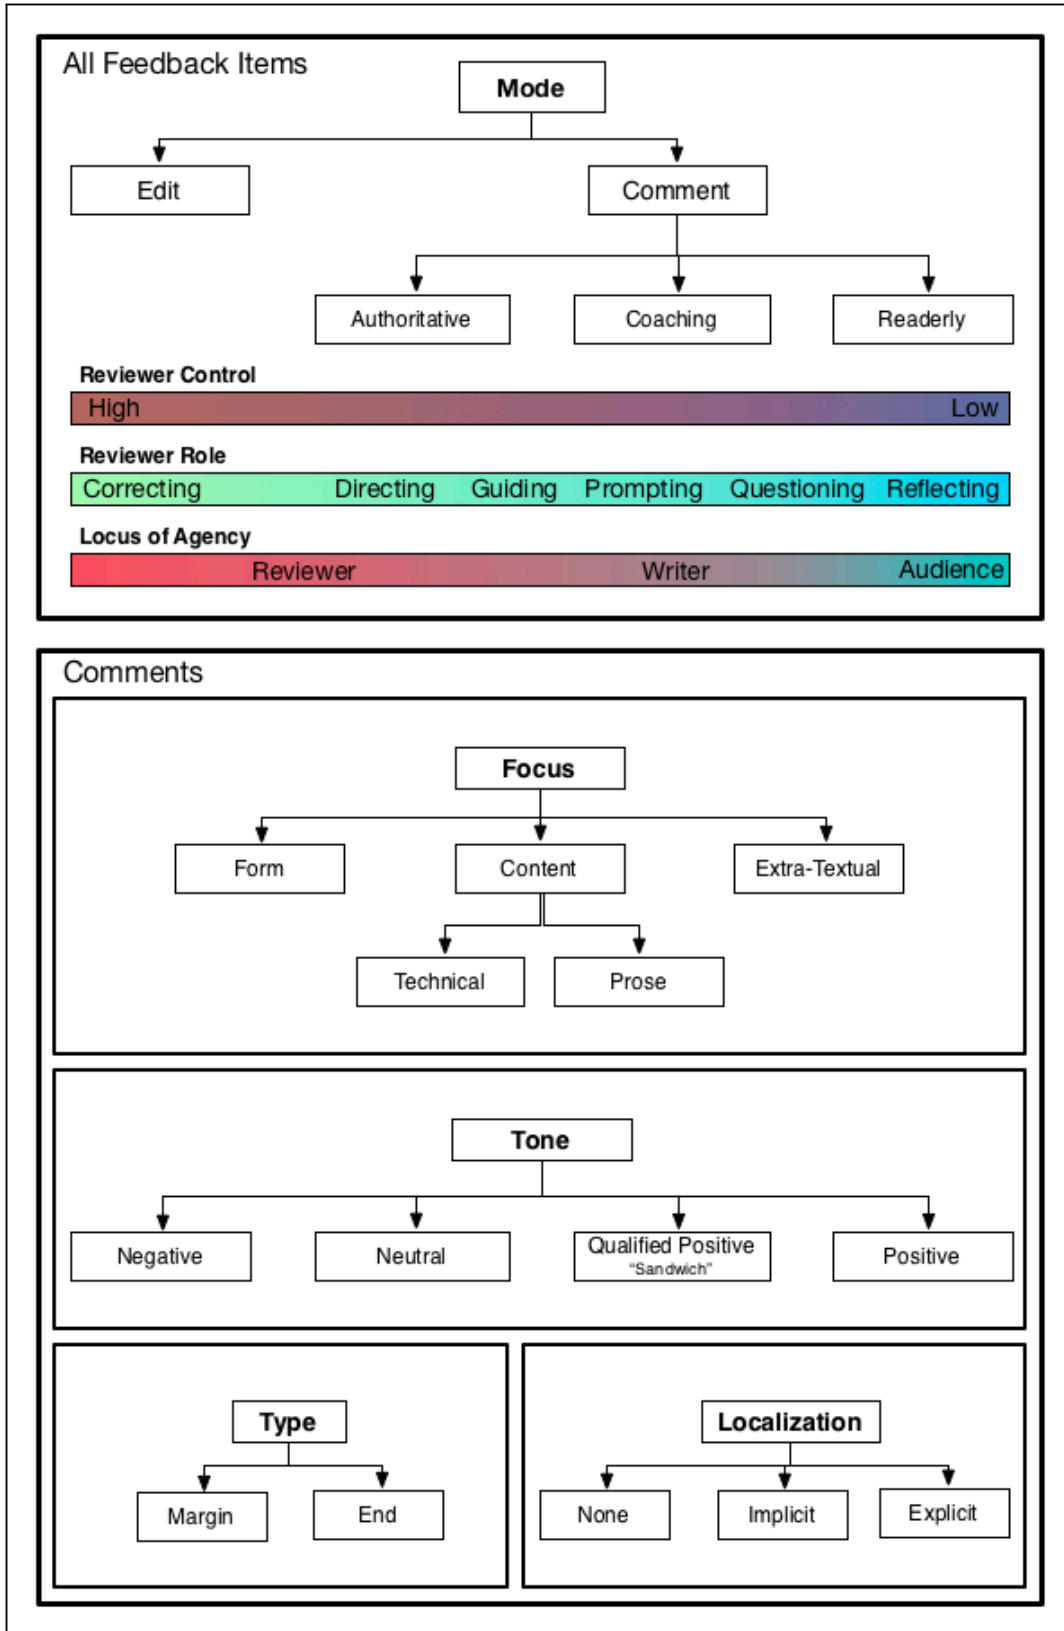 All Feedback Items
Mode
Edit
Comment
Authoritative
Coaching
Readerly
Reviewer Control
High Low
Reviewer Role
Correcting Directing Guiding Prompting Questioning Reflecting
Locus of Agency
Reviewer Writer Audience
Comments
Focus
Form
Content
Extra-Textual
Technical
Prose
Tone
Negative
Neutral
Qualified Positive
"Sandwich"
Positive
Type
Margin
End
Localization
None
Implicit
Explicit